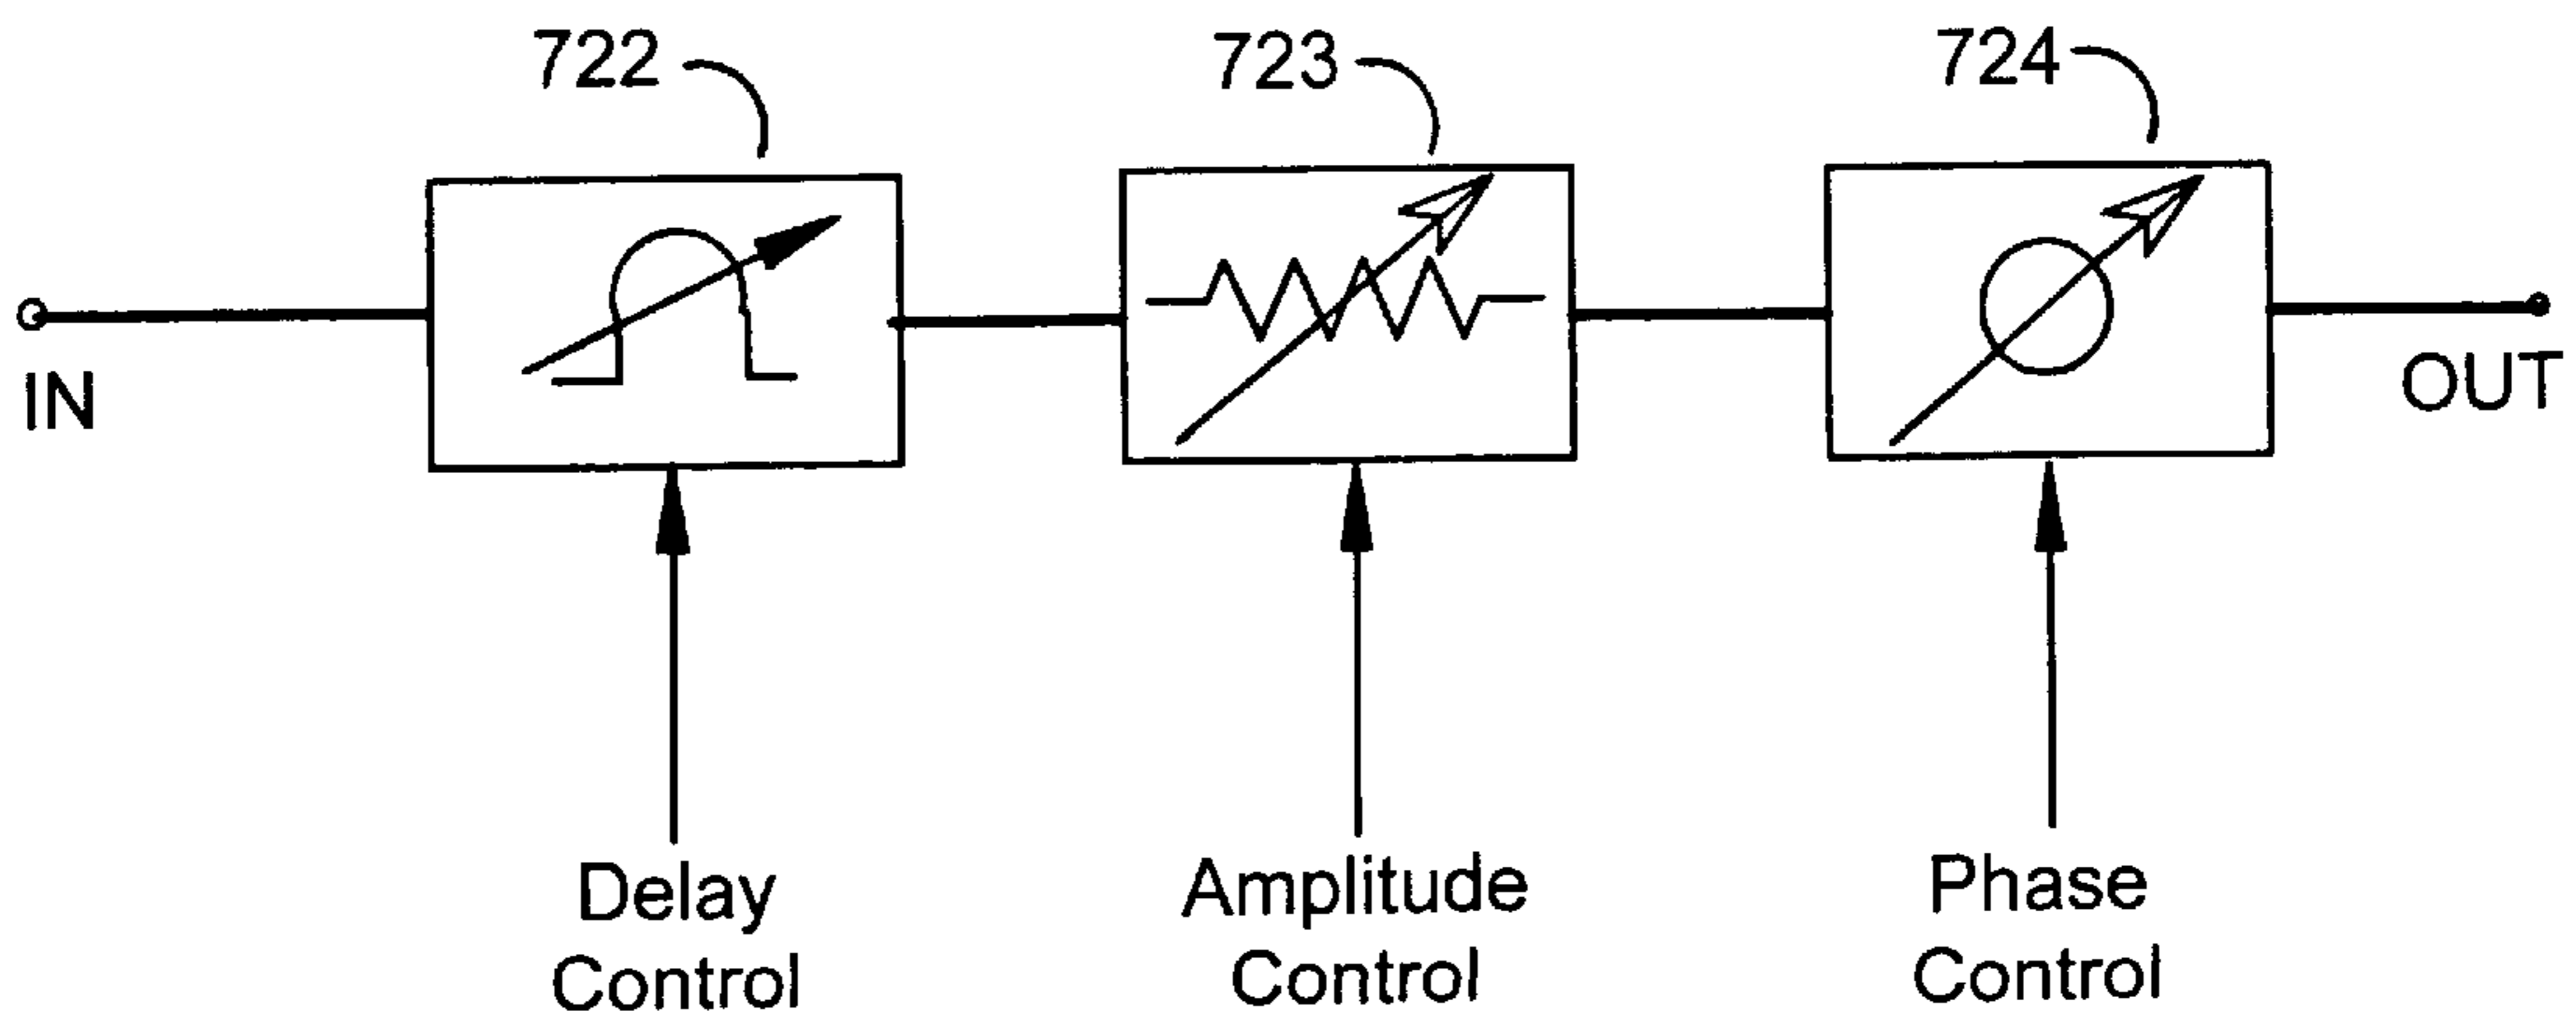 722
723
724
IN
OUT
Delay
Control
Amplitude
Control
Phase
Control